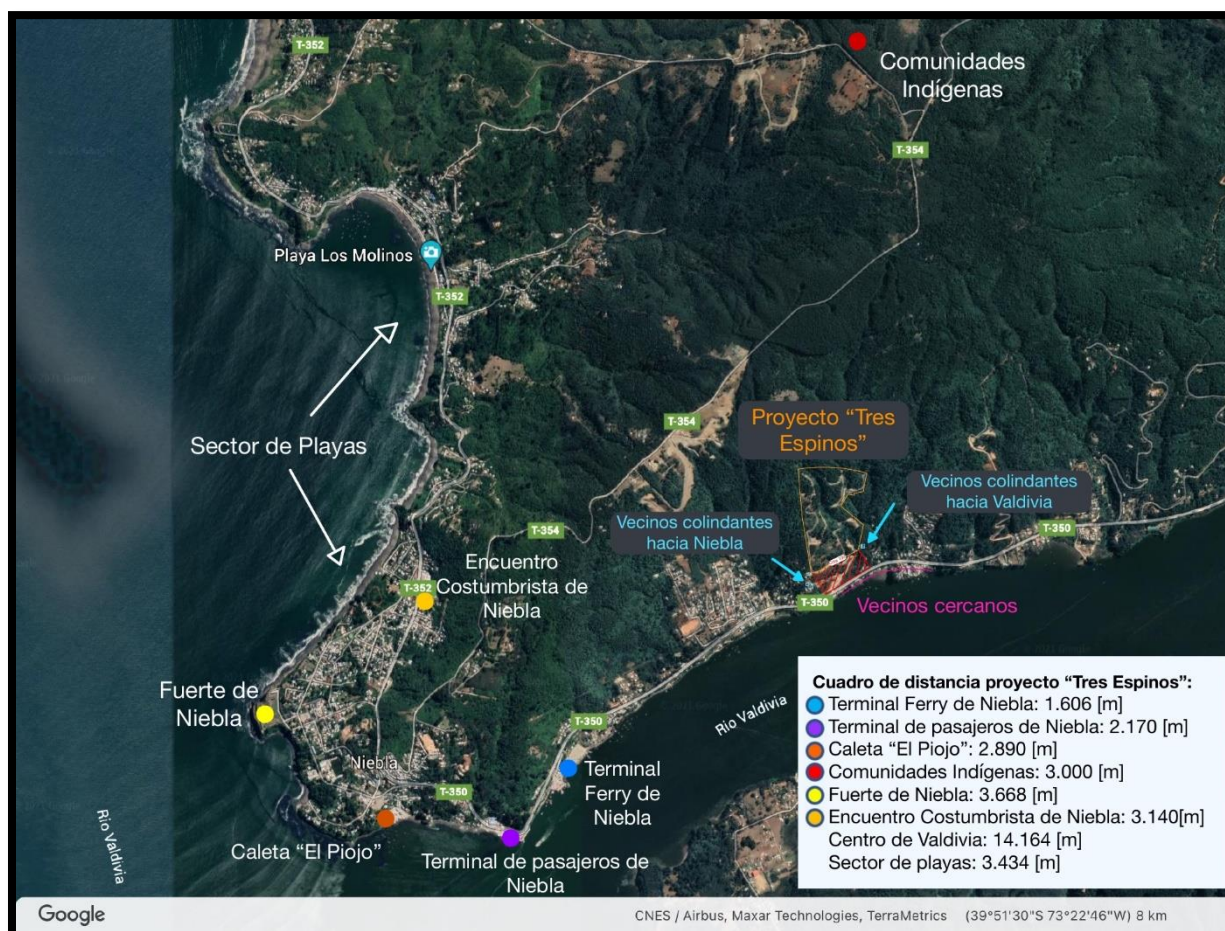 T-352
Comunidades
Indígenas
T-354
Playa Los Molinos
T-352
Sector de Playas
T-354
Proyecto “Tres
Espinos”
Vecinos colindantes
hacia Valdivia
Vecinos colindantes
hacia Niebla
T-350
T-354
Encuentro
Costumbrista de
Niebla
T-352
T-350
Vecinos cercanos
Fuerte de
Niebla
Niebla
T-350
T-350
Rio Valdivia
Terminal
Ferry de
Niebla
Caleta “El Piojo”
Terminal de pasajeros de
Niebla
Rio Valdivia
Cuadro de distancia proyecto “Tres Espinos”:
Terminal Ferry de Niebla: 1.606 [m]
Terminal de pasajeros de Niebla: 2.170 [m]
Caleta “El Piojo”: 2.890 [m]
Comunidades Indígenas: 3.000 [m]
Fuerte de Niebla: 3.668 [m]
Encuentro Costumbrista de Niebla: 3.140[m]
Centro de Valdivia: 14.164 [m]
Sector de playas: 3.434 [m]
Google
CNES / Airbus, Maxar Technologies, TerraMetrics (39°51'30"S 73°22'46"W) 8 km